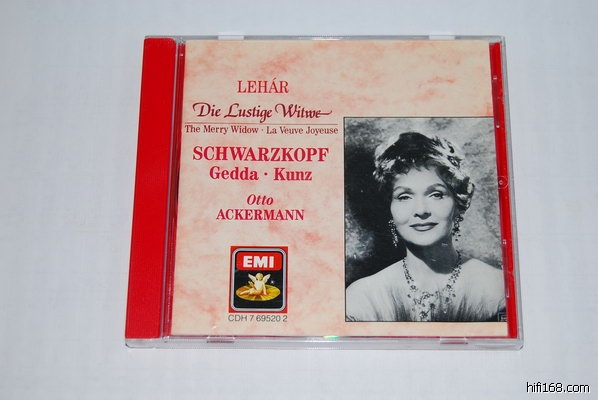 LEHÁR
Die Lustige Witwe
The Merry Widow · La Veuve Joyeuse
SCHWARZKOPF
Gedda · Kunz
Otto
ACKERMANN
EMI
CDH 7 69520 2
hifi168.com